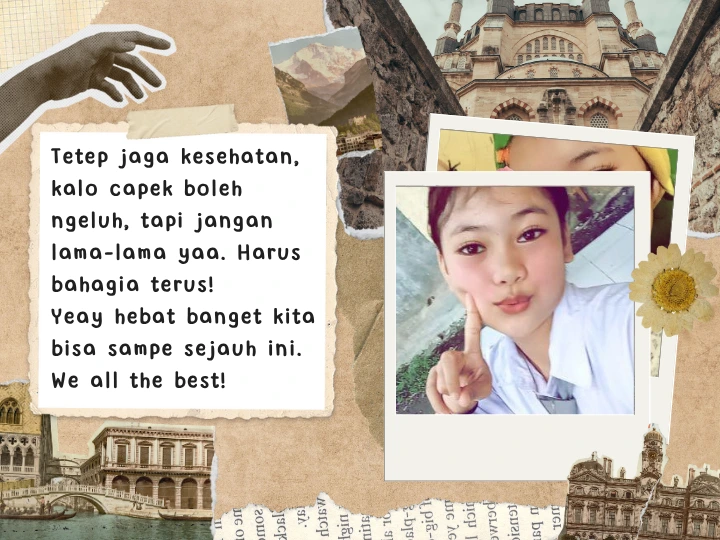 Tetep jaga kesehatan,
kalo capek boleh
ngeluh, tapi jangan
lama-lama yaa. Harus
bahagia terus!
Yeay hebat banget kita
bisa sampe sejauh ini.
We all the best!